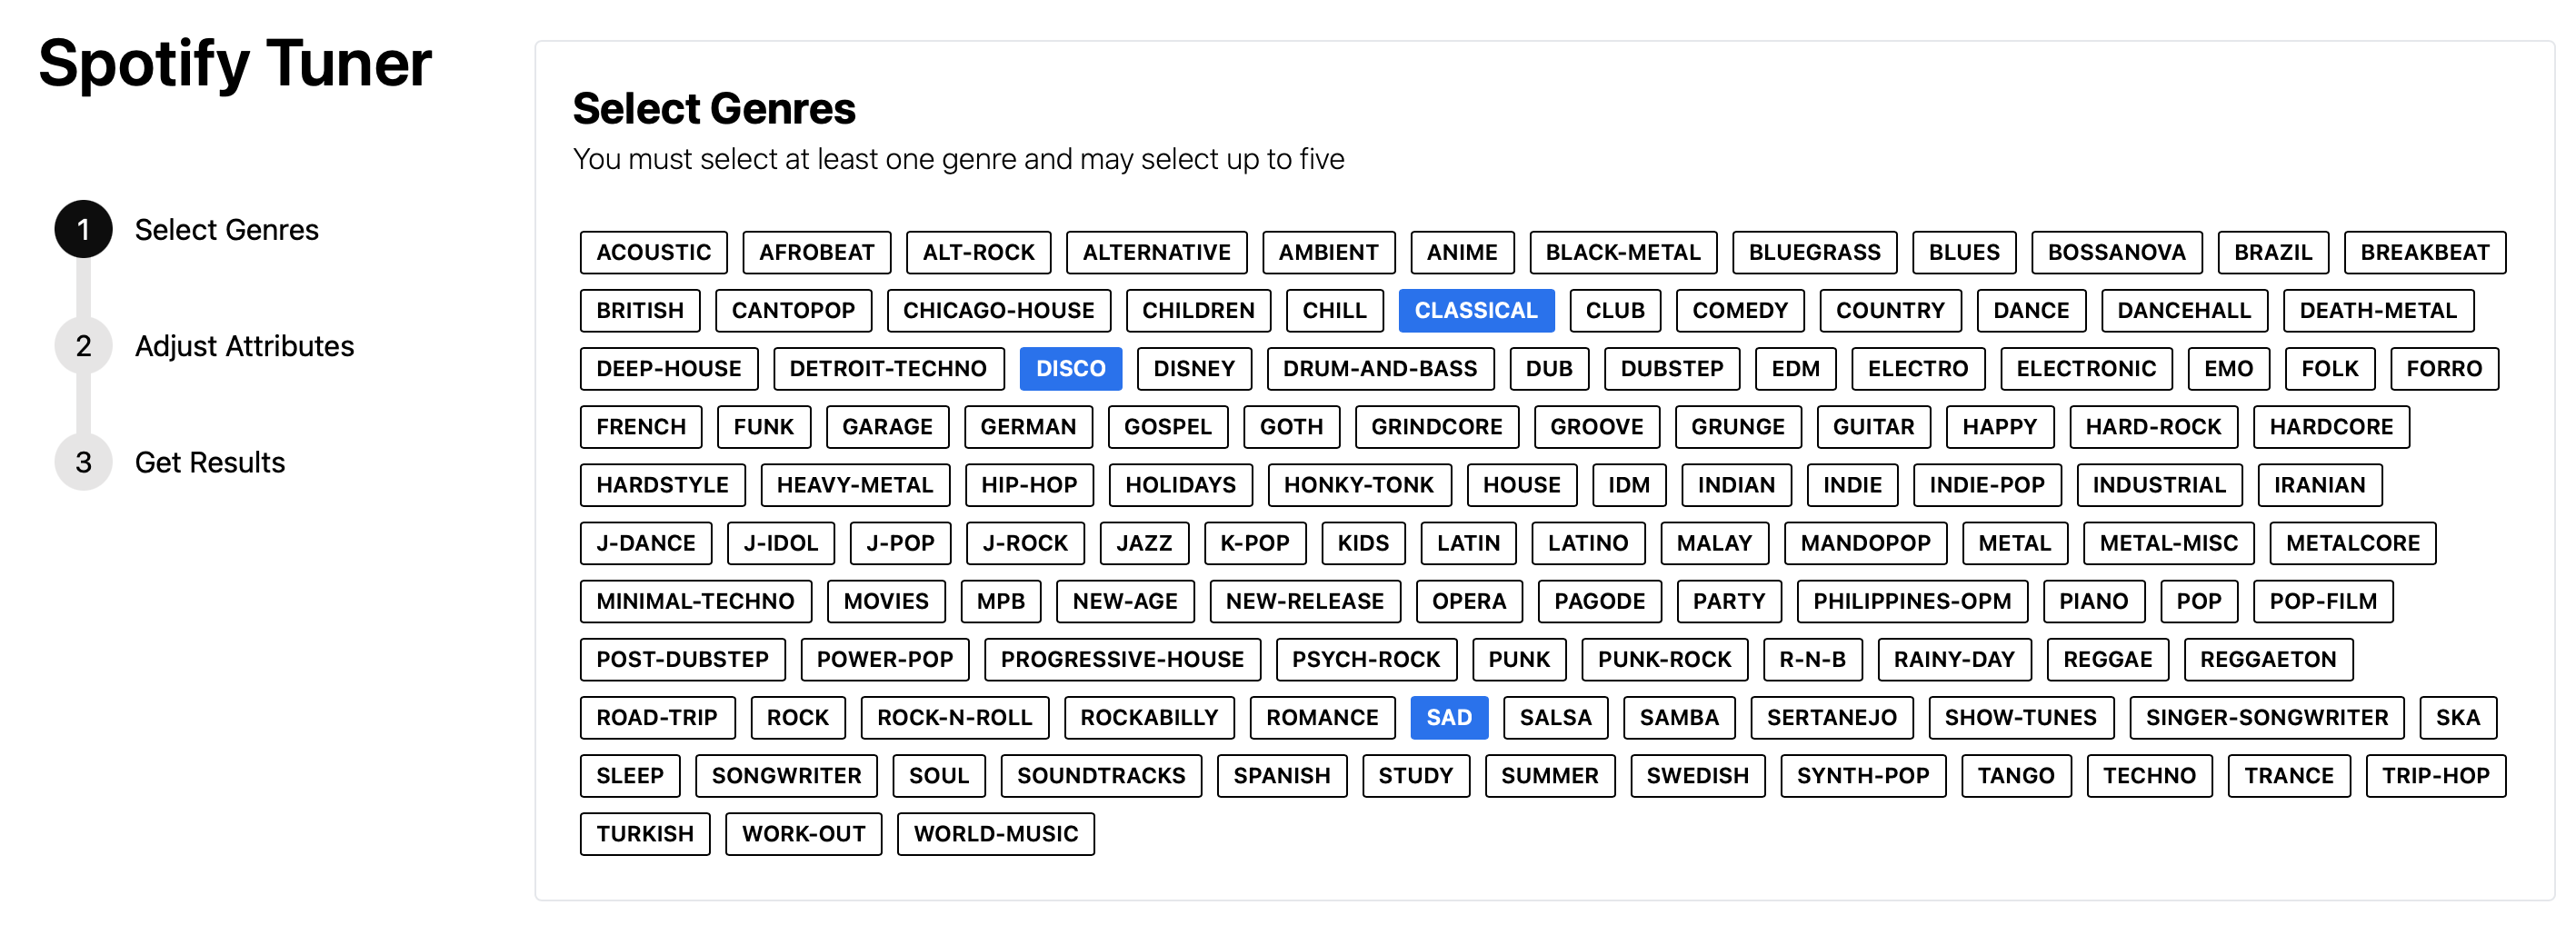 Spotify Tuner
1 Select Genres
2 Adjust Attributes
3 Get Results
Select Genres
You must select at least one genre and may select up to five
ACOUSTIC AFROBEAT ALT-ROCK ALTERNATIVE AMBIENT ANIME BLACK-METAL BLUEGRASS BLUES BOSSANOVA BRAZIL BREAKBEAT
BRITISH CANTOPOP CHICAGO-HOUSE CHILDREN CHILL CLASSICAL CLUB COMEDY COUNTRY DANCE DANCEHALL DEATH-METAL
DEEP-HOUSE DETROIT-TECHNO DISCO DISNEY DRUM-AND-BASS DUB DUBSTEP EDM ELECTRO ELECTRONIC EMO FOLK FORRO
FRENCH FUNK GARAGE GERMAN GOSPEL GOTH GRINDCORE GROOVE GRUNGE GUITAR HAPPY HARD-ROCK HARDCORE
HARDSTYLE HEAVY-METAL HIP-HOP HOLIDAYS HONKY-TONK HOUSE IDM INDIAN INDIE INDIE-POP INDUSTRIAL IRANIAN
J-DANCE J-IDOL J-POP J-ROCK JAZZ K-POP KIDS LATIN LATINO MALAY MANDOPOP METAL METAL-MISC METALCORE
MINIMAL-TECHNO MOVIES MPB NEW-AGE NEW-RELEASE OPERA PAGODE PARTY PHILIPPINES-OPM PIANO POP POP-FILM
POST-DUBSTEP POWER-POP PROGRESSIVE-HOUSE PSYCH-ROCK PUNK PUNK-ROCK R-N-B RAINY-DAY REGGAE REGGAETON
ROAD-TRIP ROCK ROCK-N-ROLL ROCKABILLY ROMANCE SAD SALSA SAMBA SERTANEJO SHOW-TUNES SINGER-SONGWRITER SKA
SLEEP SONGWRITER SOUL SOUNDTRACKS SPANISH STUDY SUMMER SWEDISH SYNTH-POP TANGO TECHNO TRANCE TRIP-HOP
TURKISH WORK-OUT WORLD-MUSIC